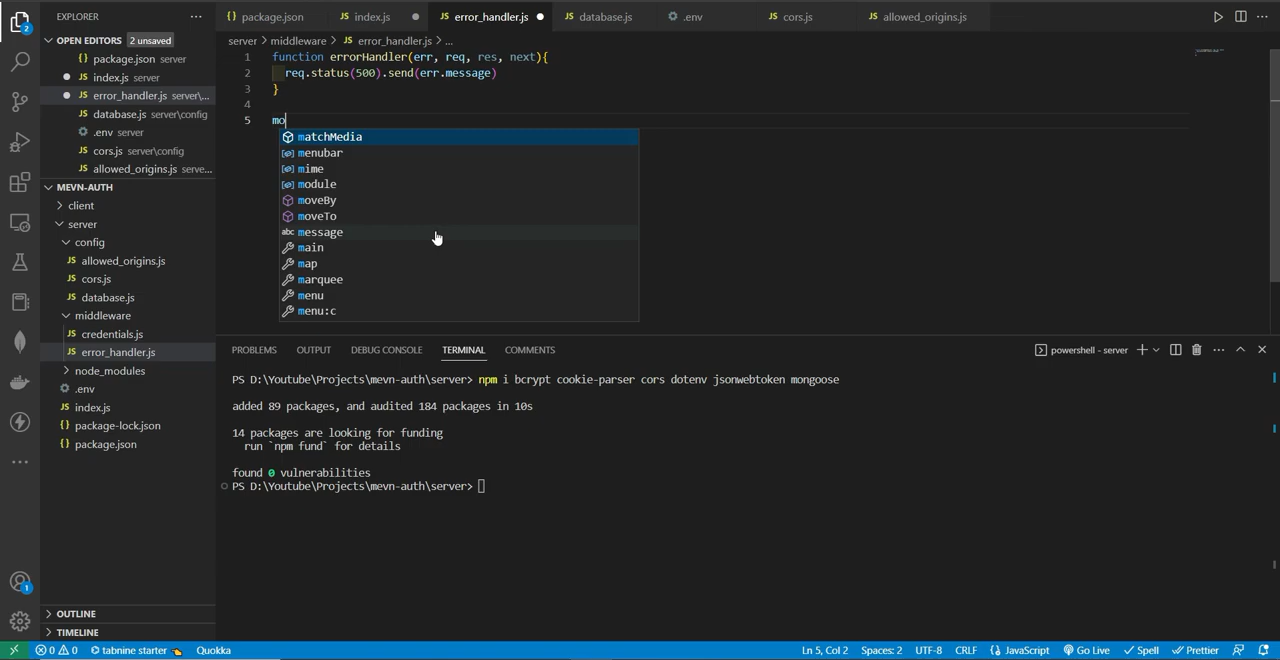 EXPLORER
OPEN EDITORS 2 unsaved
package.json server
index.js server
error_handler.js server\...
database.js server\config
.env server
cors.js server\config
allowed_origins.js serve...
MEVN-AUTH
client
server
config
allowed_origins.js
cors.js
database.js
middleware
credentials.js
error_handler.js
node_modules
.env
index.js
package-lock.json
package.json
OUTLINE
TIMELINE
package.json index.js error_handler.js database.js .env cors.js allowed_origins.js
server > middleware > JS error_handler.js > ...
1 function errorHandler(err, req, res, next){
2 req.status(500).send(err.message)
3 }
4
5 mo
matchMedia
menubar
mime
module
moveBy
moveTo
message
main
map
marquee
menu
menu:c
PROBLEMS OUTPUT DEBUG CONSOLE TERMINAL COMMENTS powershell - server
PS D:\Youtube\Projects\mevn-auth\server> npm i bcrypt cookie-parser cors dotenv jsonwebtoken mongoose
added 89 packages, and audited 184 packages in 10s
14 packages are looking for funding
run `npm fund` for details
found 0 vulnerabilities
PS D:\Youtube\Projects\mevn-auth\server>
0 0 tabnine starter Quokka Ln 5, Col 2 Spaces: 2 UTF-8 CRLF JavaScript Go Live Spell Prettier